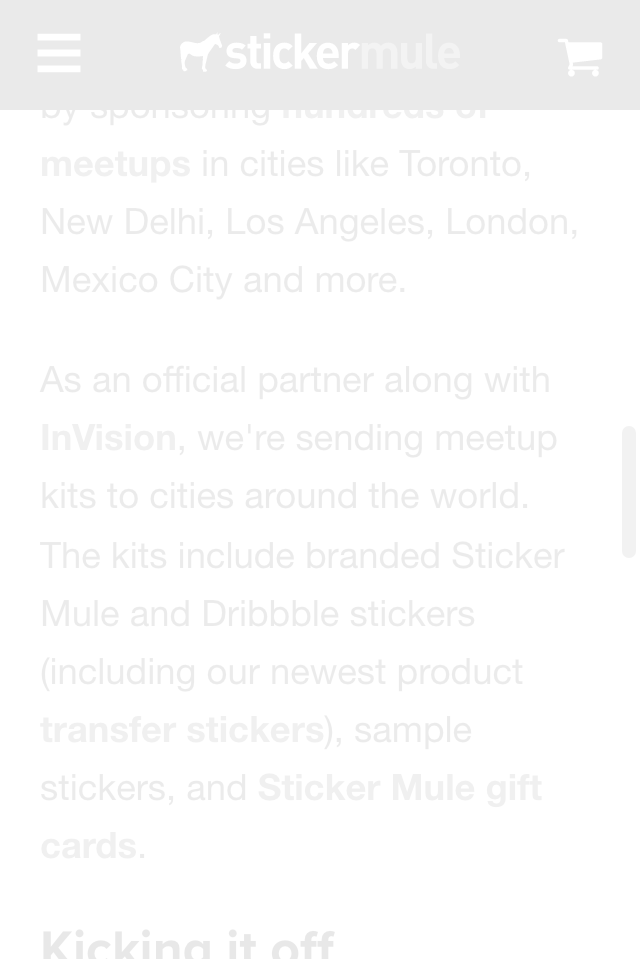 stickermule
by sponsoring hundreds of
meetups in cities like Toronto,
New Delhi, Los Angeles, London,
Mexico City and more.
As an official partner along with
InVision, we're sending meetup
kits to cities around the world.
The kits include branded Sticker
Mule and Dribbble stickers
(including our newest product
transfer stickers), sample
stickers, and Sticker Mule gift
cards.
Kicking it off